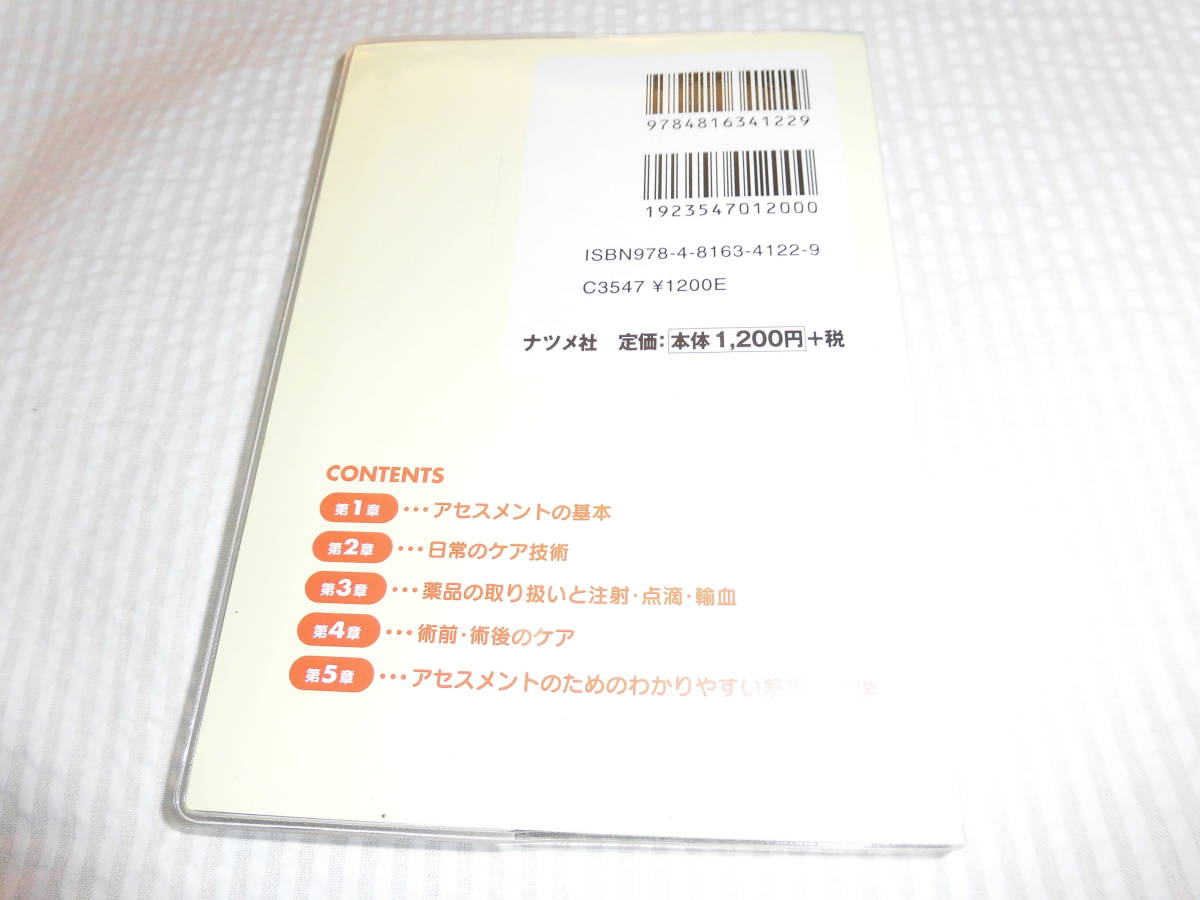 9784816341229
1923547012000
ISBN978-4-8163-4122-9
C3547 ¥1200E
ナツメ社 定価:本体1,200円+税
CONTENTS
第1章・・・アセスメントの基本
第2章・・・日常のケア技術
第3章・・・薬品の取り扱いと注射・点滴・輸血
第4章・・・術前・術後のケア
第5章・・・アセスメントのためのわかりやすい解 学